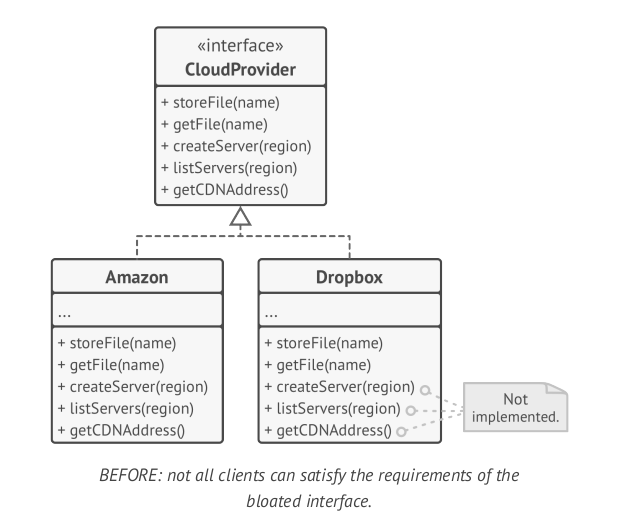 «interface»
CloudProvider
+ storeFile(name)
+ getFile(name)
+ createServer(region)
+ listServers(region)
+ getCDNAddress()
Amazon
...
+ storeFile(name)
+ getFile(name)
+ createServer(region)
+ listServers(region)
+ getCDNAddress()
Dropbox
...
+ storeFile(name)
+ getFile(name)
+ createServer(region)
+ listServers(region)
+ getCDNAddress()
Not
implemented.
BEFORE: not all clients can satisfy the requirements of the
bloated interface.